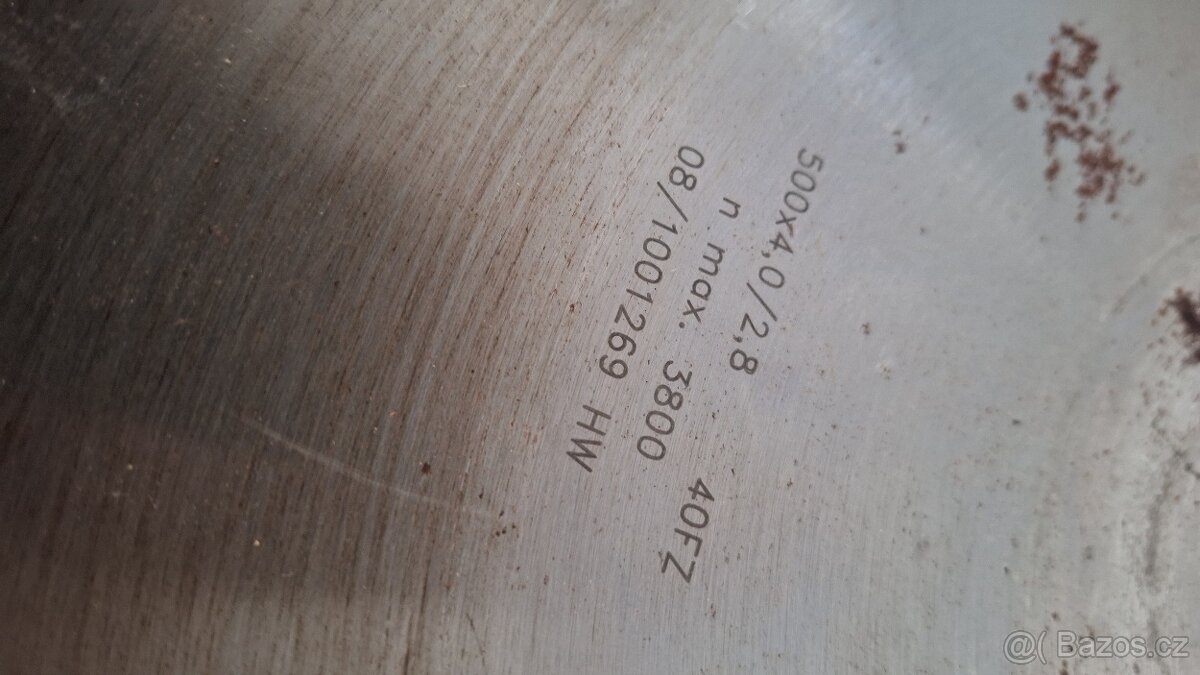 500x4,0/2,8 40FZ
n max. 3800
08/1001269 HW
@( Bazos.cz